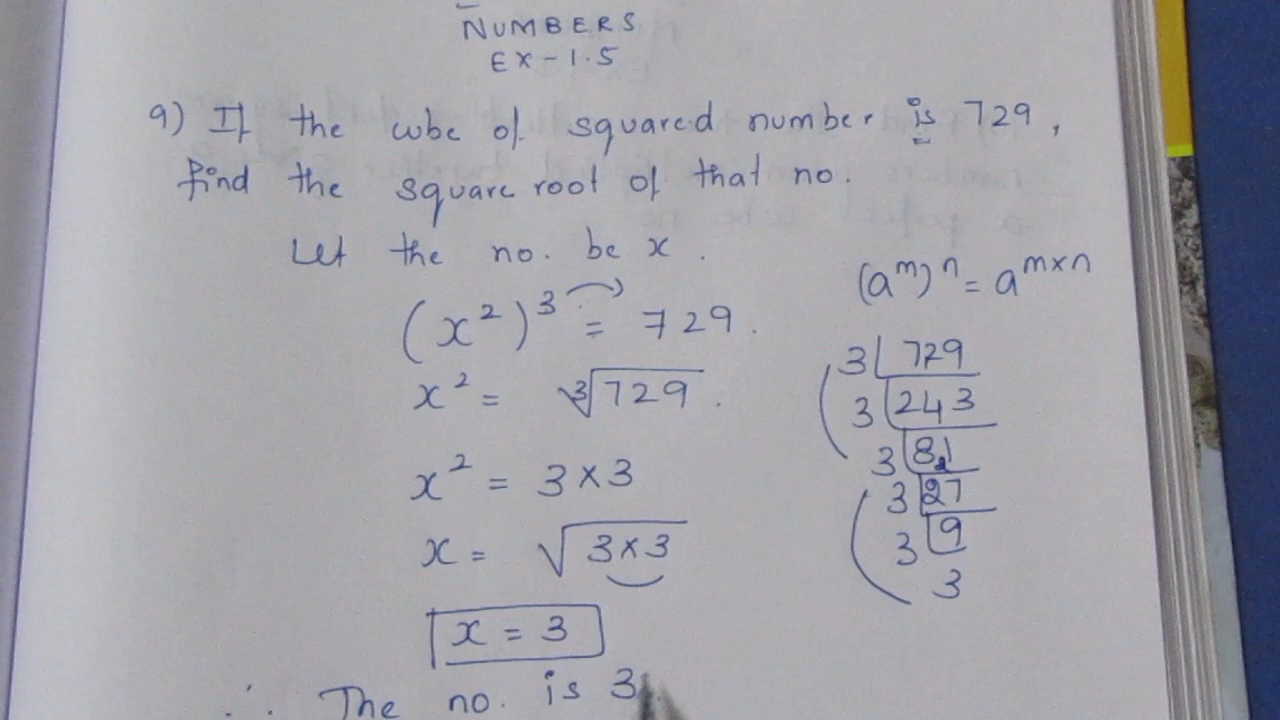 NUMBERS
EX-1.5
9) If the cube of squared number is 729,
find the square root of that no.
Let the no. be x.
(x²)³ = 729.
(aᵐ)ⁿ = aᵐˣⁿ
x² = ∛729.
x² = 3×3
x = √3×3
x = 3
∴ The no. is 3
3 729
3 243
3 81
3 27
3 9
3